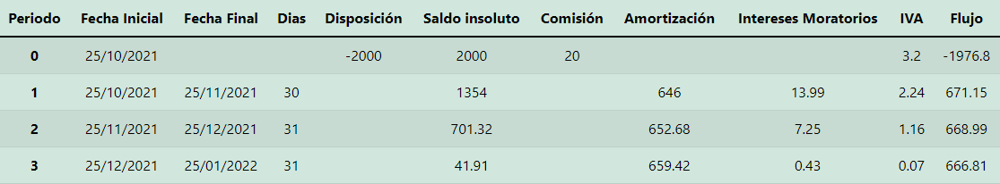 Periodo Fecha Inicial Fecha Final Dias Disposición Saldo insoluto Comisión Amortización Intereses Moratorios IVA Flujo
0 25/10/2021 -2000 2000 20 3.2 -1976.8
1 25/10/2021 25/11/2021 30 1354 646 13.99 2.24 671.15
2 25/11/2021 25/12/2021 31 701.32 652.68 7.25 1.16 668.99
3 25/12/2021 25/01/2022 31 41.91 659.42 0.43 0.07 666.81